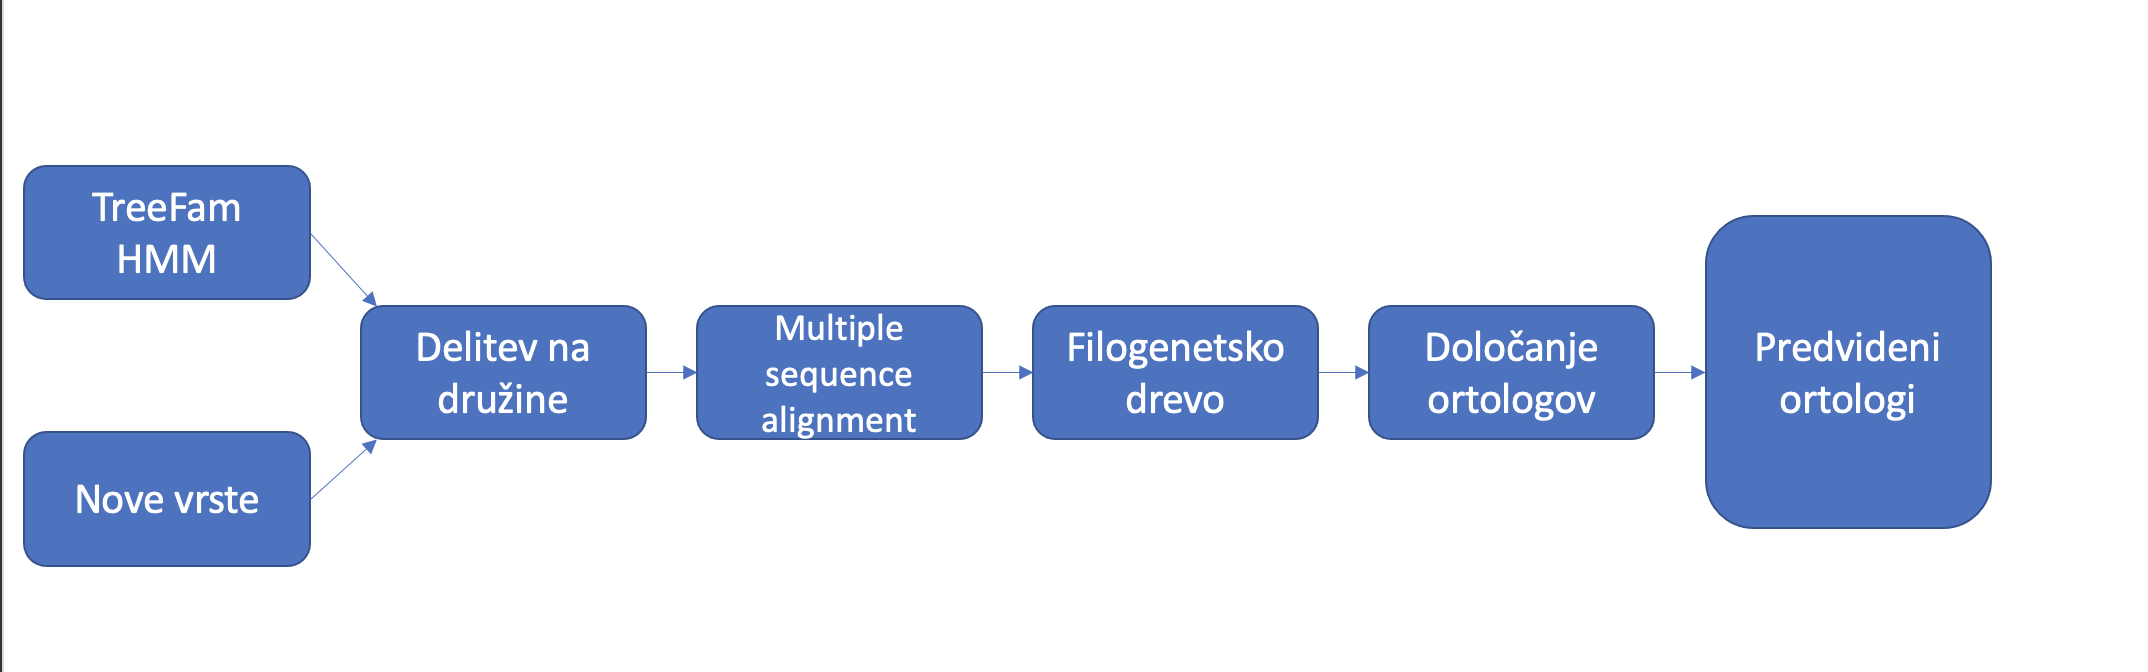 TreeFam
HMM
Nove vrste
Delitev na
družine
Multiple
sequence
alignment
Filogenetsko
drevo
Določanje
ortologov
Predvideni
ortologi